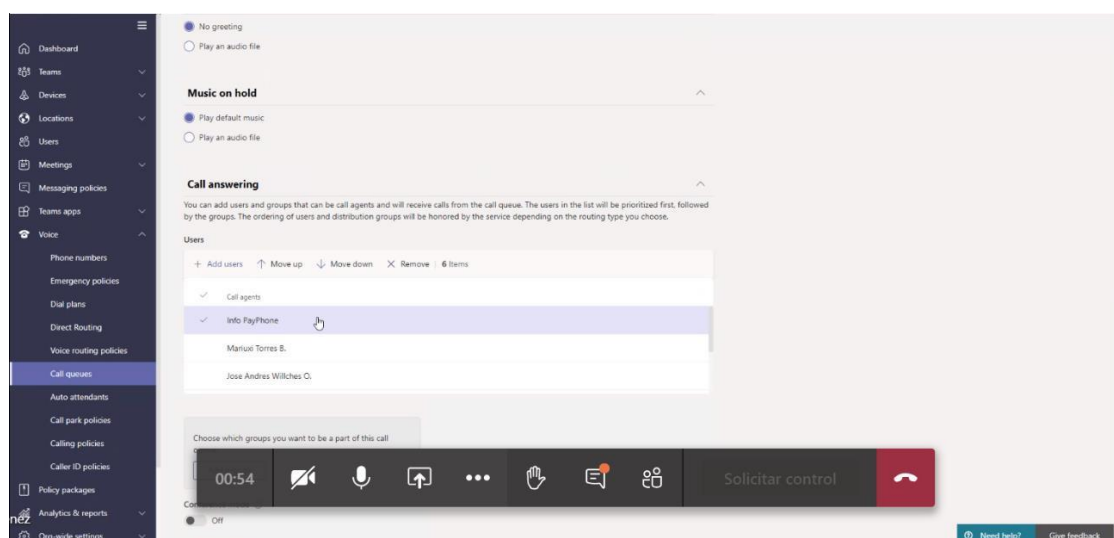 No greeting
Play an audio file
Dashboard
Teams
Devices
Locations
Users
Meetings
Messaging policies
Teams apps
Voice
Phone numbers
Emergency policies
Dial plans
Direct Routing
Voice routing policies
Call queues
Auto attendants
Call park policies
Calling policies
Caller ID policies
Policy packages
Analytics & reports
nez
Org-wide settings
Music on hold
Play default music
Play an audio file
Call answering
You can add users and groups that can be call agents and will receive calls from the call queue. The users in the list will be prioritized first, followed
by the groups. The ordering of users and distribution groups will be honored by the service depending on the routing type you choose.
Users
+ Add users Move up Move down Remove | 6 Items
Call agents
Info PayPhone
Mariuxi Torres B.
Jose Andres Willches O.
Choose which groups you want to be a part of this call
00:54
Solicitar control
Off
Need help?
Give feedback